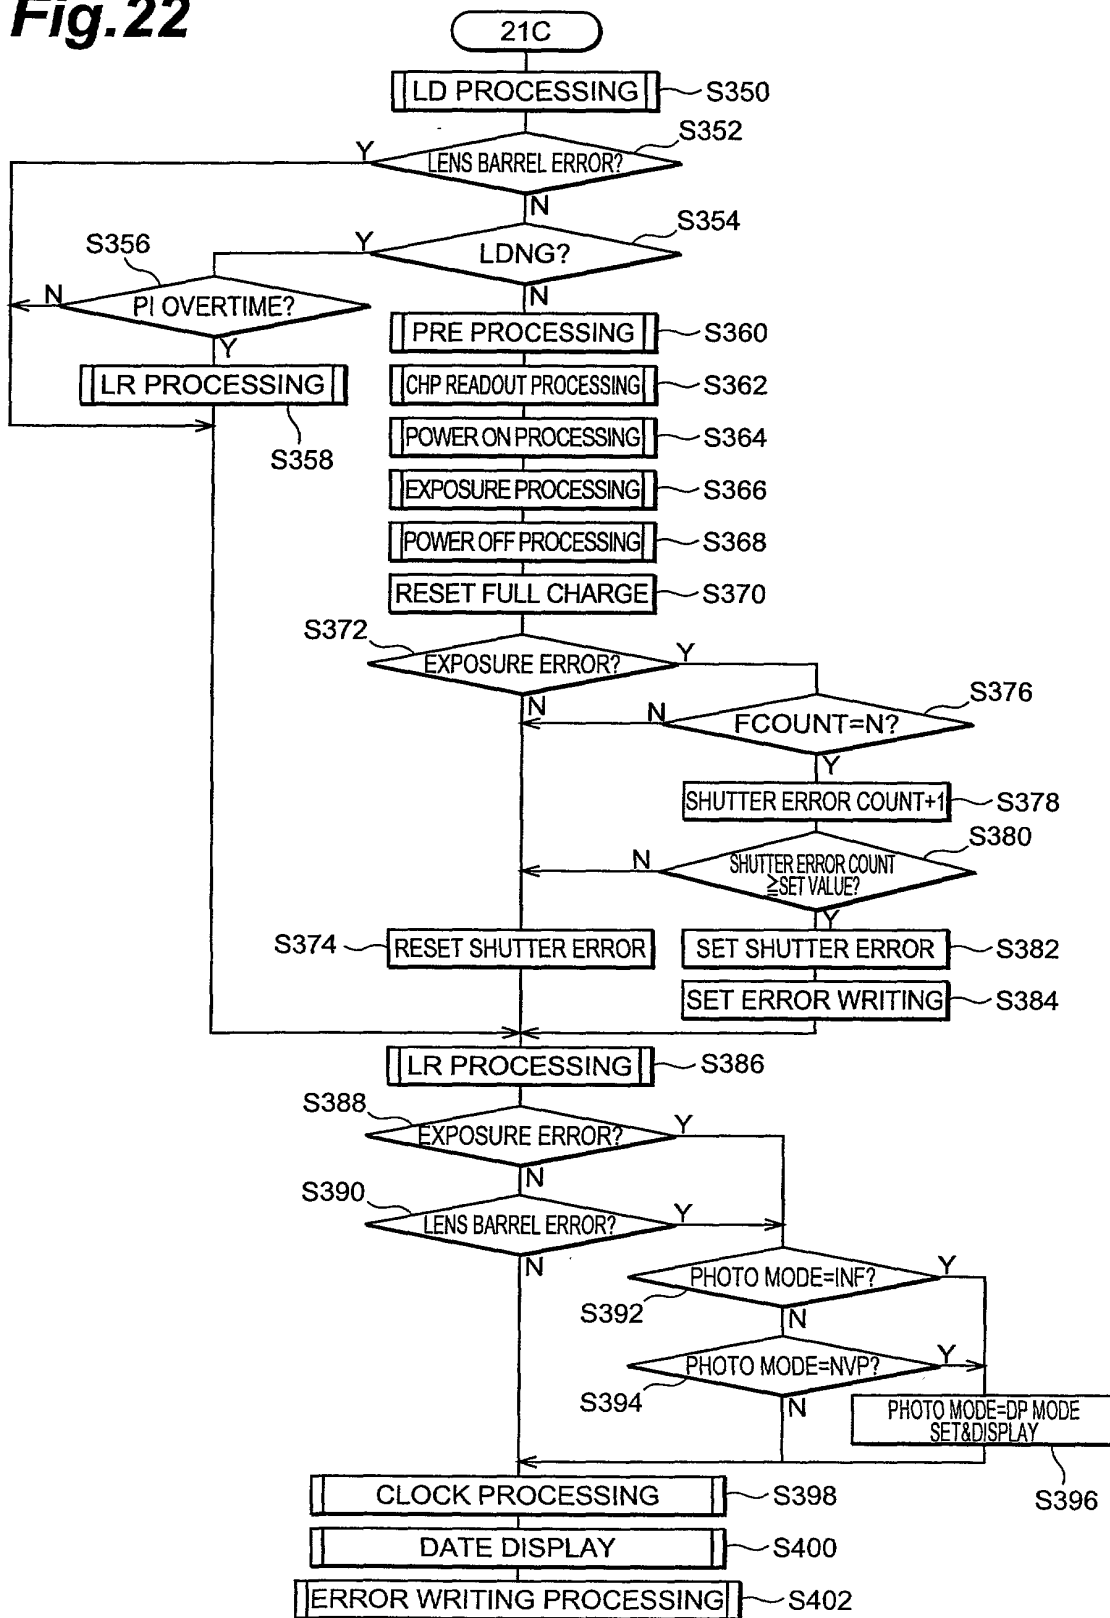 Fig.22
21C
LD PROCESSING
S350
S352
Y
LENS BARREL ERROR?
N
S354
Y
LDNG?
N
S356
N
PI OVERTIME?
Y
LR PROCESSING
S358
PRE PROCESSING
S360
CHP READOUT PROCESSING
S362
POWER ON PROCESSING
S364
EXPOSURE PROCESSING
S366
POWER OFF PROCESSING
S368
RESET FULL CHARGE
S370
S372
EXPOSURE ERROR?
Y
N
S376
N
FCOUNT=N?
Y
SHUTTER ERROR COUNT+1
S378
S380
N
SHUTTER ERROR COUNT
≧SET VALUE?
Y
S374
RESET SHUTTER ERROR
SET SHUTTER ERROR
S382
SET ERROR WRITING
S384
LR PROCESSING
S386
S388
EXPOSURE ERROR?
Y
N
S390
LENS BARREL ERROR?
Y
N
PHOTO MODE=INF?
Y
S392
N
PHOTO MODE=NVP?
Y
S394
N
PHOTO MODE=DP MODE
SET&DISPLAY
S396
CLOCK PROCESSING
S398
DATE DISPLAY
S400
ERROR WRITING PROCESSING
S402